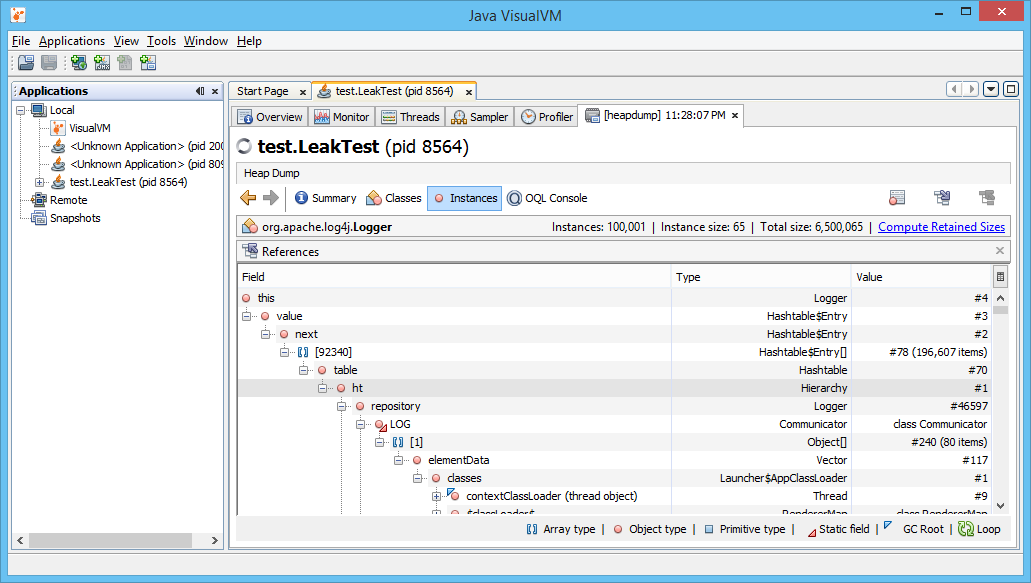 Java VisualVM
File Applications View Tools Window Help
Applications
Local
VisualVM
<Unknown Application> (pid 200
<Unknown Application> (pid 809
test.LeakTest (pid 8564)
Remote
Snapshots
Start Page test.LeakTest (pid 8564)
Overview Monitor Threads Sampler Profiler [heapdump] 11:28:07 PM
test.LeakTest (pid 8564)
Heap Dump
Summary Classes Instances OQL Console
org.apache.log4j.Logger Instances: 100,001 | Instance size: 65 | Total size: 6,500,065 | Compute Retained Sizes
References
Field Type Value
this Logger #4
value Hashtable$Entry #3
next Hashtable$Entry #2
[92340] Hashtable$Entry[] #78 (196,607 items)
table Hashtable #70
ht Hierarchy #1
repository Logger #46597
LOG Communicator class Communicator
[1] Object[] #240 (80 items)
elementData Vector #117
classes Launcher$AppClassLoader #1
contextClassLoader (thread object) Thread #9
$classLoader$ RendererMap class RendererMap
Array type | Object type | Primitive type | Static field | GC Root | Loop